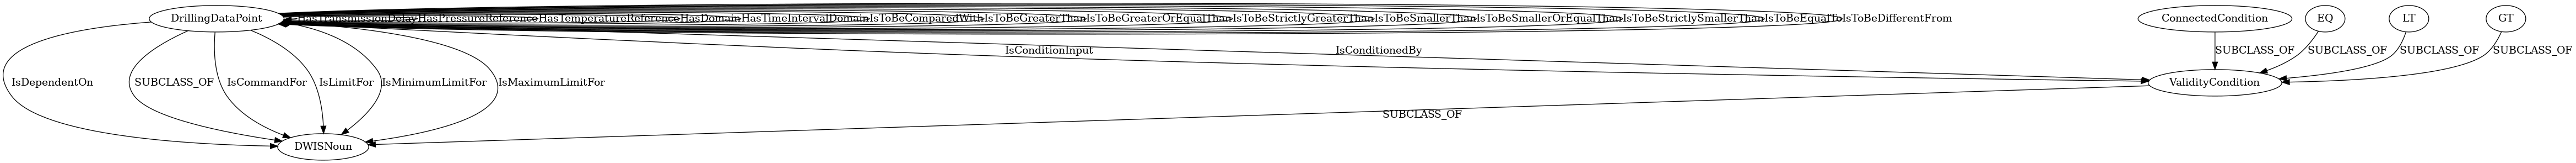 DrillingDataPoint
HasTransmissionDelay
HasPressureReference
HasTemperatureReference
HasDomain
HasTimeIntervalDomain
IsToBeComparedWith
IsToBeGreaterThan
IsToBeGreaterOrEqualThan
IsToBeStrictlyGreaterThan
IsToBeSmallerThan
IsToBeSmallerOrEqualThan
IsToBeStrictlySmallerThan
IsToBeEqualTo
IsToBeDifferentFrom
ConnectedCondition
EQ
LT
GT
IsConditionInput
IsConditionedBy
SUBCLASS_OF
SUBCLASS_OF
SUBCLASS_OF
SUBCLASS_OF
IsDependentOn
SUBCLASS_OF
IsCommandFor
IsLimitFor
IsMinimumLimitFor
IsMaximumLimitFor
ValidityCondition
SUBCLASS_OF
DWISNoun